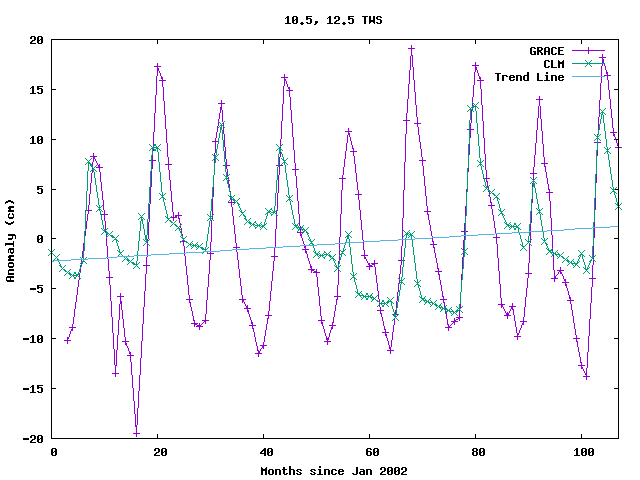 10.5, 12.5 TWS
GRACE
CLM
Trend Line
20
15
10
5
0
-5
-10
-15
-20
Anomaly (cm)
0 20 40 60 80 100
Months since Jan 2002